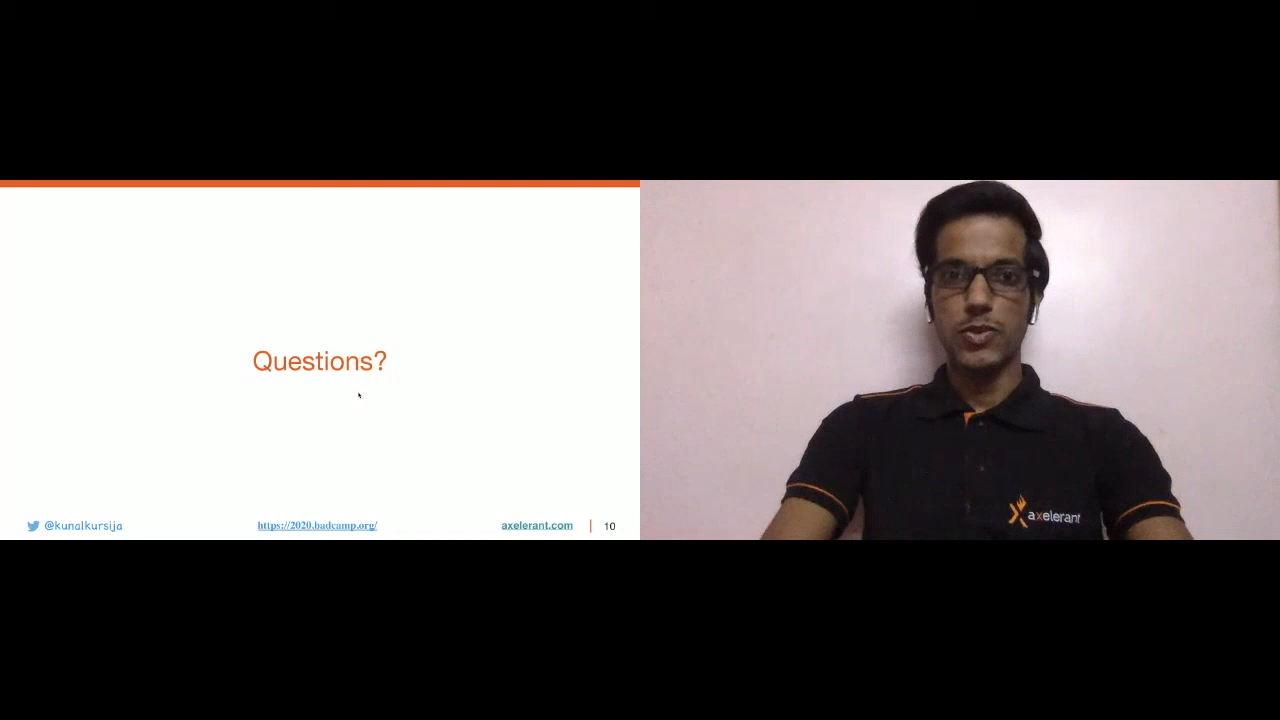 Questions?
@kunalkursija
https://2020.badcamp.org/
axelerant.com
10
axelerant